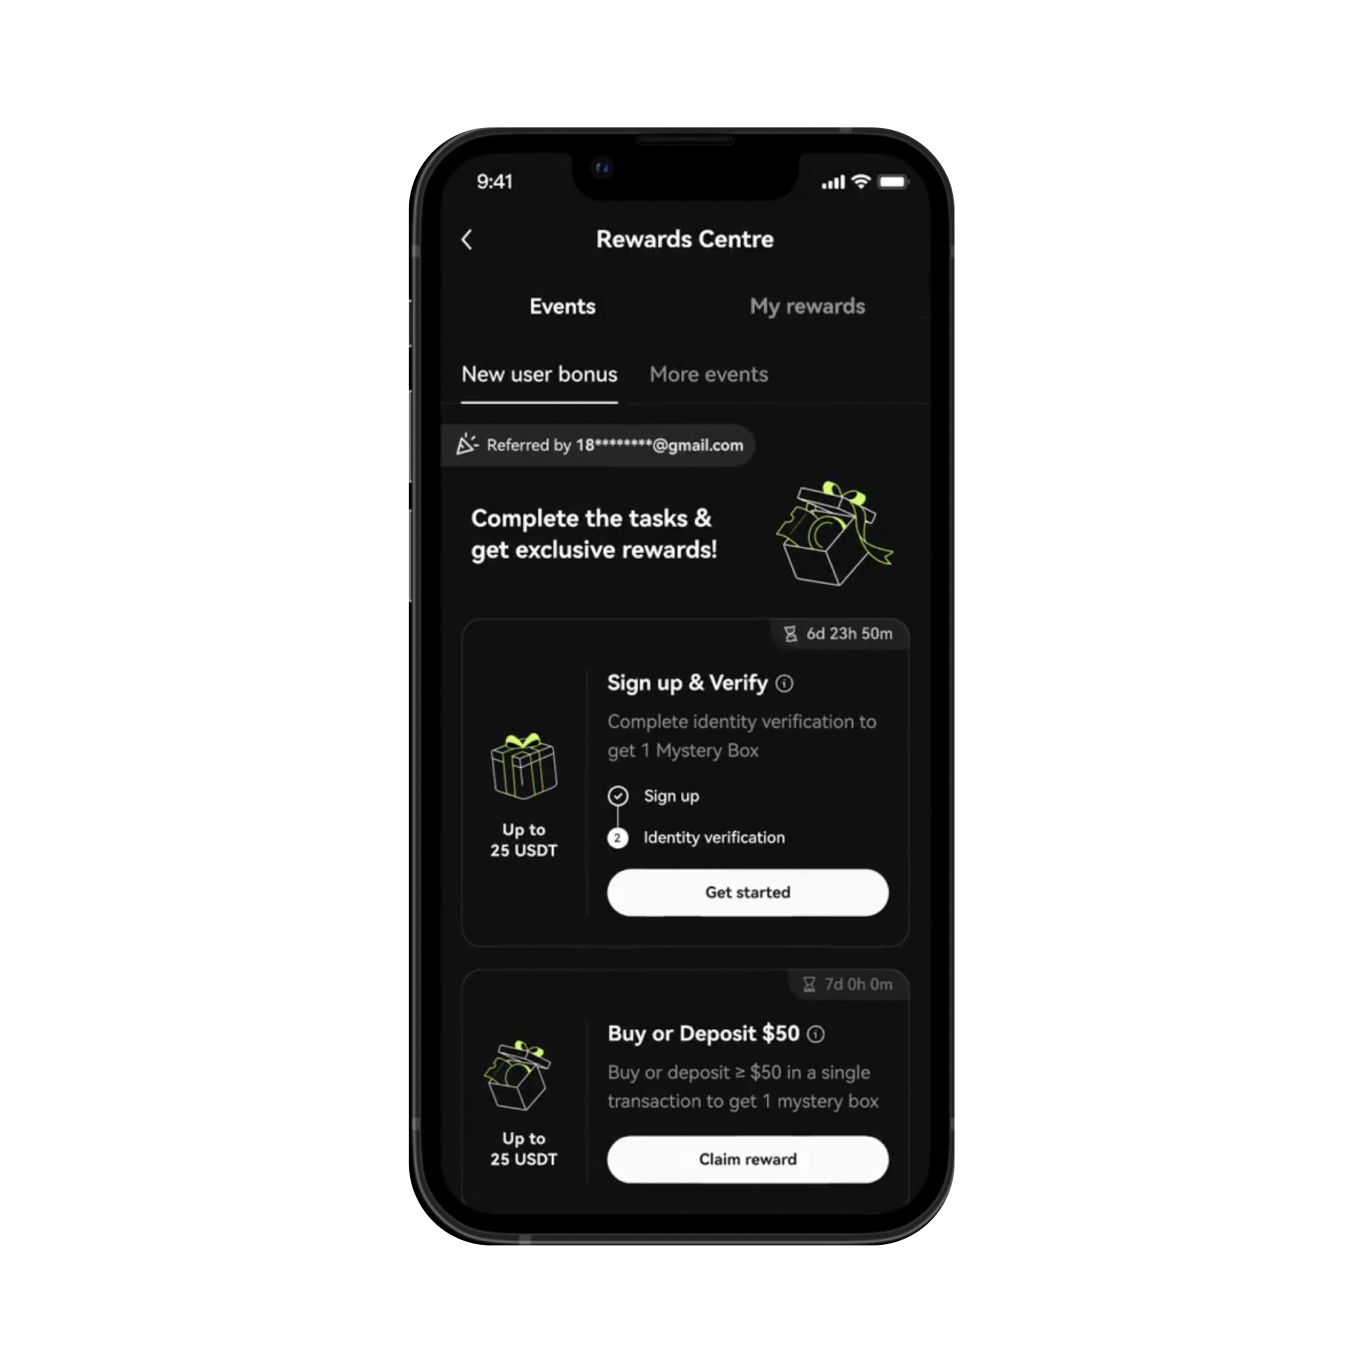 9:41
Rewards Centre
Events
My rewards
New user bonus
More events
Referred by 18********@gmail.com
Complete the tasks &
get exclusive rewards!
6d 23h 50m
Sign up & Verify
Complete identity verification to
get 1 Mystery Box
Sign up
2
Identity verification
Up to
25 USDT
Get started
7d 0h 0m
Buy or Deposit $50
Buy or deposit ≥ $50 in a single
transaction to get 1 mystery box
Up to
25 USDT
Claim reward